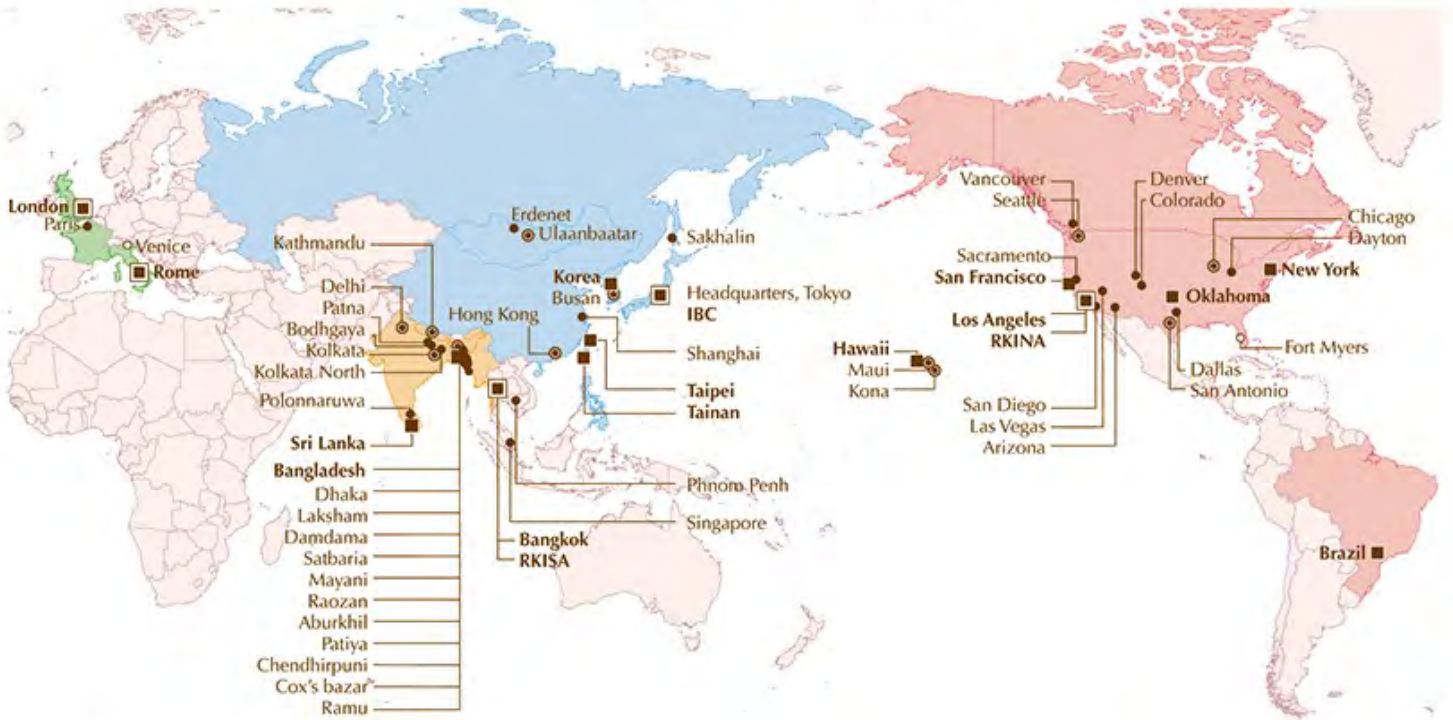 London
Paris
Venice
Rome
Kathmandu
Delhi
Patna
Bodhgaya
Kolkata
Kolkata North
Polonnaruwa
Sri Lanka
Bangladesh
Dhaka
Laksham
Damdama
Satbaria
Mayani
Raozan
Aburkhil
Patiya
Chendhirpuni
Cox's bazar
Ramu
Erdenet
Ulaanbaatar
Sakhalin
Korea
Busan
Hong Kong
Headquarters, Tokyo
IBC
Shanghai
Taipei
Tainan
Phnom Penh
Singapore
Bangkok
RKISA
Hawaii
Maui
Kona
Vancouver
Seattle
Sacramento
San Francisco
Los Angeles
RKINA
San Diego
Las Vegas
Arizona
Denver
Colorado
Chicago
Dayton
New York
Oklahoma
Fort Myers
Dallas
San Antonio
Brazil